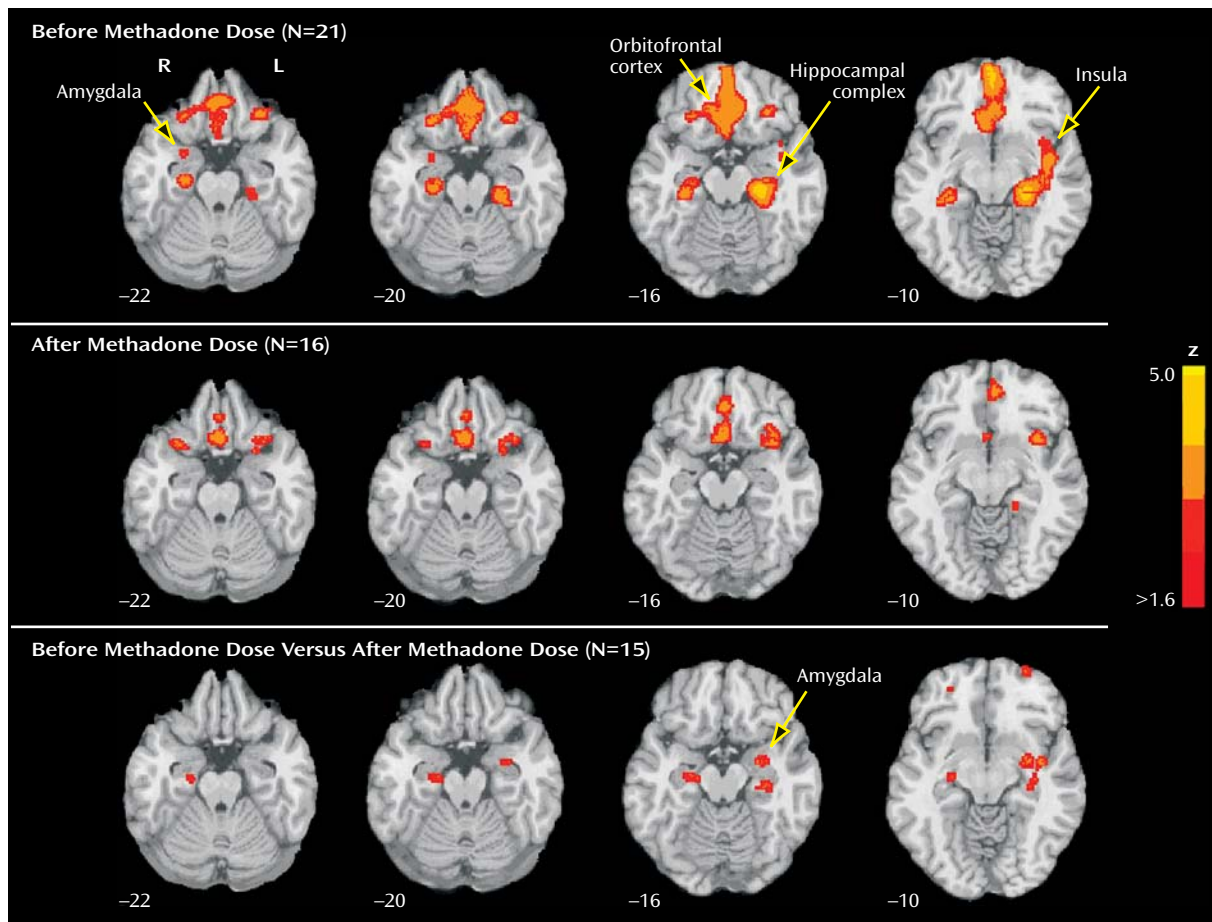 Before Methadone Dose (N=21)
R
L
Amygdala
Orbitofrontal
cortex
Hippocampal
complex
Insula
–22
–20
–16
–10
After Methadone Dose (N=16)
–22
–20
–16
–10
z
5.0
>1.6
Before Methadone Dose Versus After Methadone Dose (N=15)
Amygdala
–22
–20
–16
–10